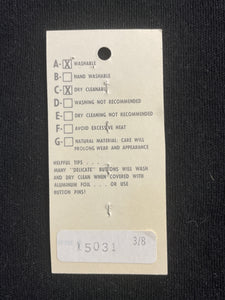 A- [X] WASHABLE
B- [ ] HAND WASHABLE
C- [X] DRY CLEANABLE
D- [ ] WASHING NOT RECOMMENDED
E- [ ] DRY CLEANING NOT RECOMMENDED
F- [ ] AVOID EXCESSIVE HEAT
G- [ ] NATURAL MATERIAL: CARE WILL
PROLONG WEAR AND APPEARANCE
HELPFUL TIPS . . . .
MANY "DELICATE" BUTTONS WILL WASH
AND DRY CLEAN WHEN COVERED WITH
ALUMINUM FOIL . . . OR USE
BUTTON PINS!
3/8
5031